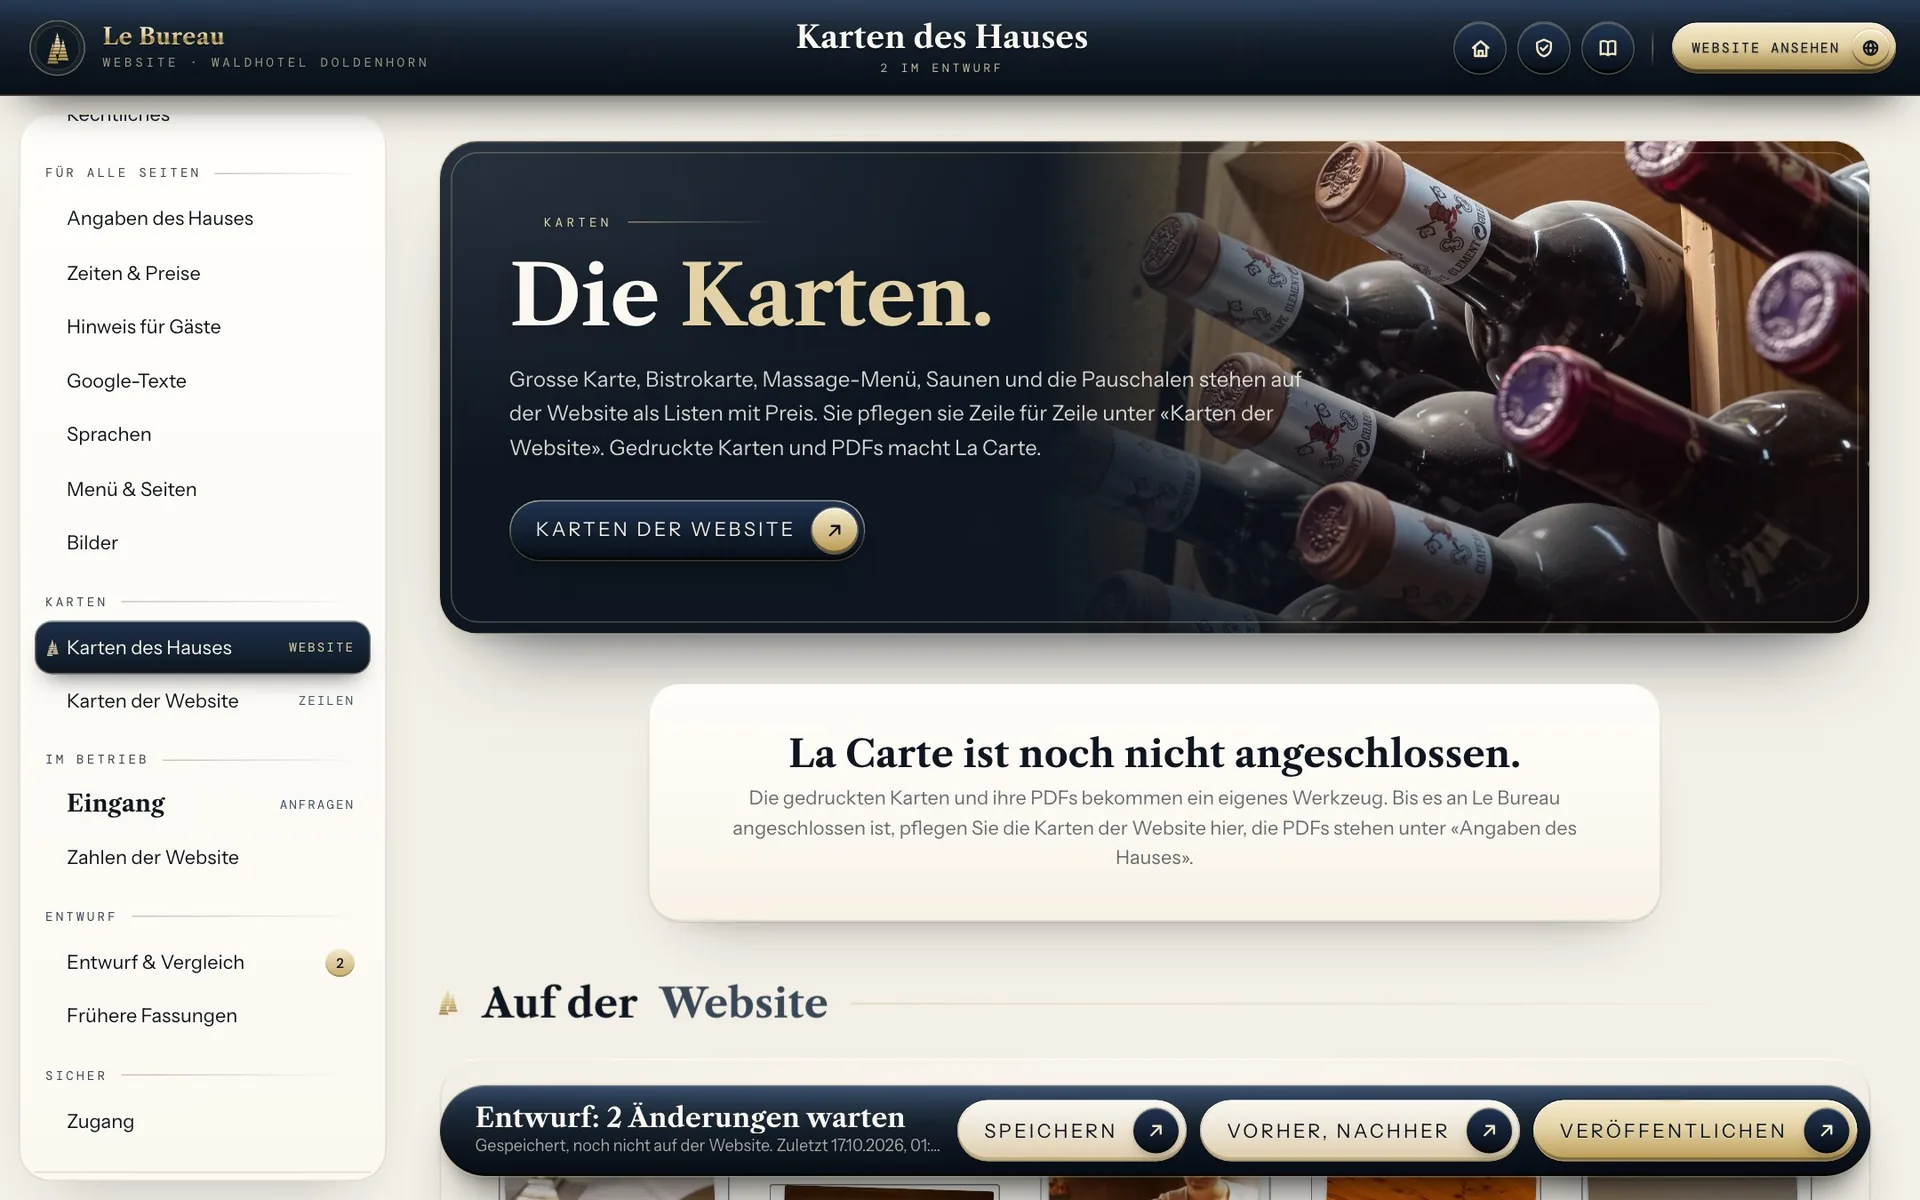 Le Bureau
WEBSITE · WALDHOTEL DOLDENHORN
Karten des Hauses
2 IM ENTWURF
WEBSITE ANSEHEN
Rechtliches
FÜR ALLE SEITEN
Angaben des Hauses
Zeiten & Preise
Hinweis für Gäste
Google-Texte
Sprachen
Menü & Seiten
Bilder
KARTEN
Karten des Hauses WEBSITE
Karten der Website ZEILEN
IM BETRIEB
Eingang ANFRAGEN
Zahlen der Website
ENTWURF
Entwurf & Vergleich 2
Frühere Fassungen
SICHER
Zugang
KARTEN
Die Karten.
Grosse Karte, Bistrokarte, Massage-Menü, Saunen und die Pauschalen stehen auf
der Website als Listen mit Preis. Sie pflegen sie Zeile für Zeile unter «Karten der
Website». Gedruckte Karten und PDFs macht La Carte.
KARTEN DER WEBSITE
La Carte ist noch nicht angeschlossen.
Die gedruckten Karten und ihre PDFs bekommen ein eigenes Werkzeug. Bis es an Le Bureau
angeschlossen ist, pflegen Sie die Karten der Website hier, die PDFs stehen unter «Angaben des
Hauses».
Auf der Website
Entwurf: 2 Änderungen warten
Gespeichert, noch nicht auf der Website. Zuletzt 17.10.2026, 01:...
SPEICHERN
VORHER, NACHHER
VERÖFFENTLICHEN